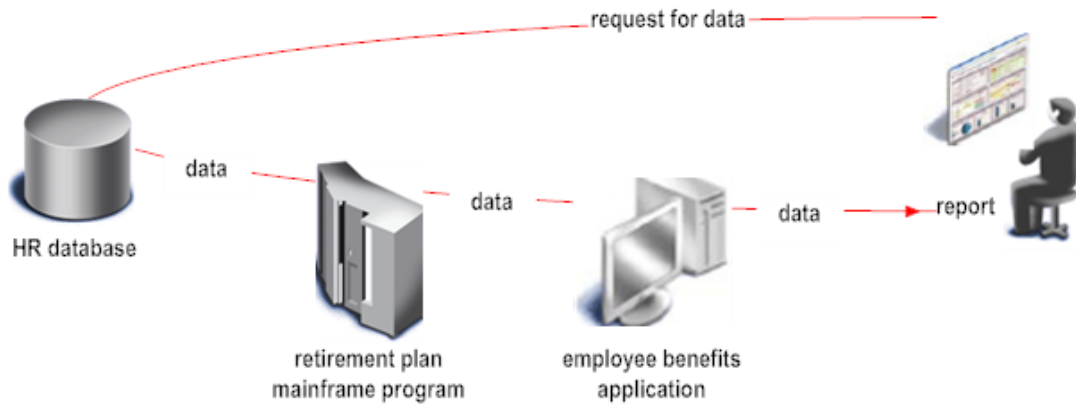 request for data
data
data
data
report
HR database
retirement plan
mainframe program
employee benefits
application